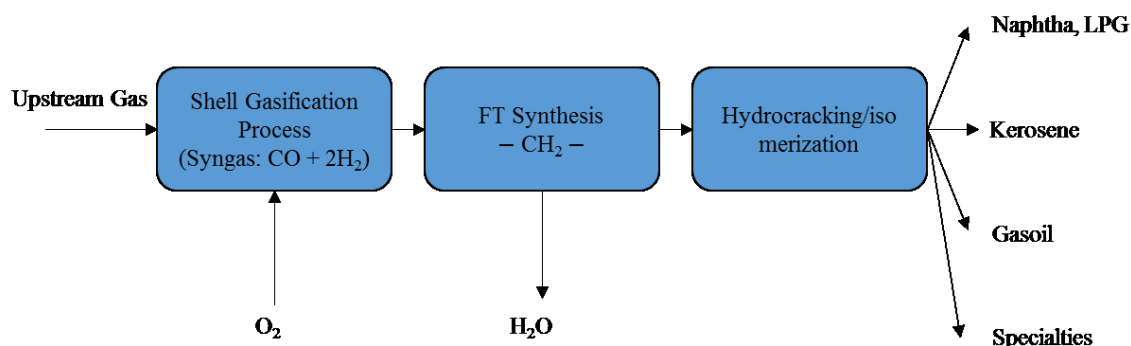 Naphtha, LPG
Upstream Gas
Shell Gasification
Process
(Syngas: CO + 2H₂)
FT Synthesis
– CH₂ –
Hydrocracking/iso
merization
Kerosene
Gasoil
O₂
H₂O
Specialties